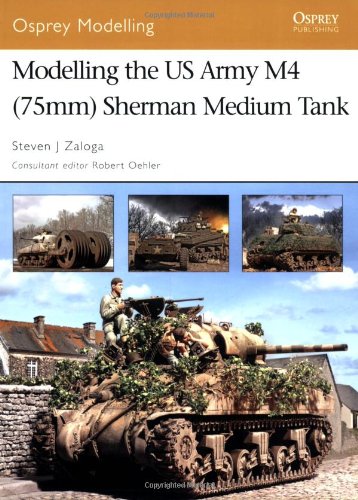 Osprey Modelling
OSPREY
PUBLISHING
Modelling the US Army M4
(75mm) Sherman Medium Tank
Steven J Zaloga
Consultant editor Robert Oehler